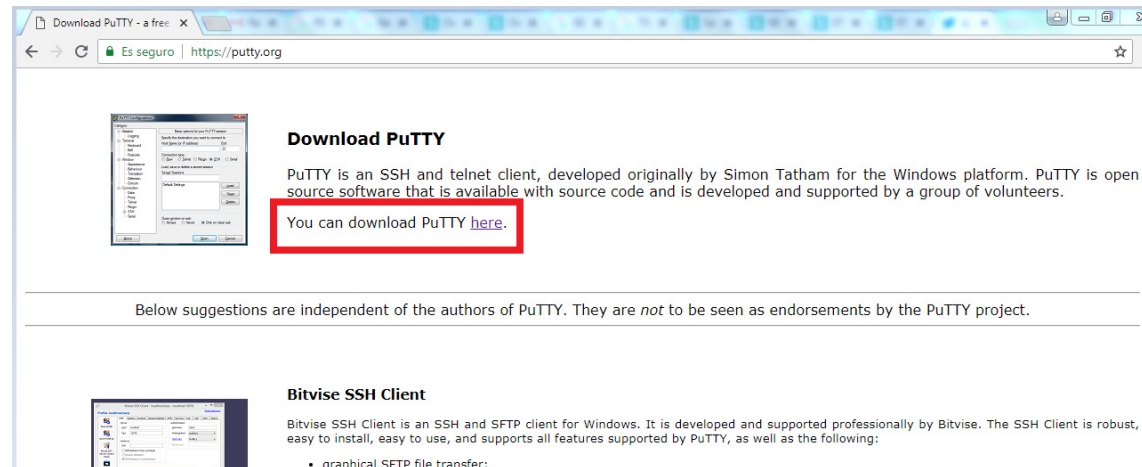 Download PuTTY - a free
Es seguro | https://putty.org
Download PuTTY
PuTTY is an SSH and telnet client, developed originally by Simon Tatham for the Windows platform. PuTTY is open
source software that is available with source code and is developed and supported by a group of volunteers.
You can download PuTTY here.
Below suggestions are independent of the authors of PuTTY. They are not to be seen as endorsements by the PuTTY project.
Bitvise SSH Client
Bitvise SSH Client is an SSH and SFTP client for Windows. It is developed and supported professionally by Bitvise. The SSH Client is robust,
easy to install, easy to use, and supports all features supported by PuTTY, as well as the following:
• graphical SFTP file transfer;